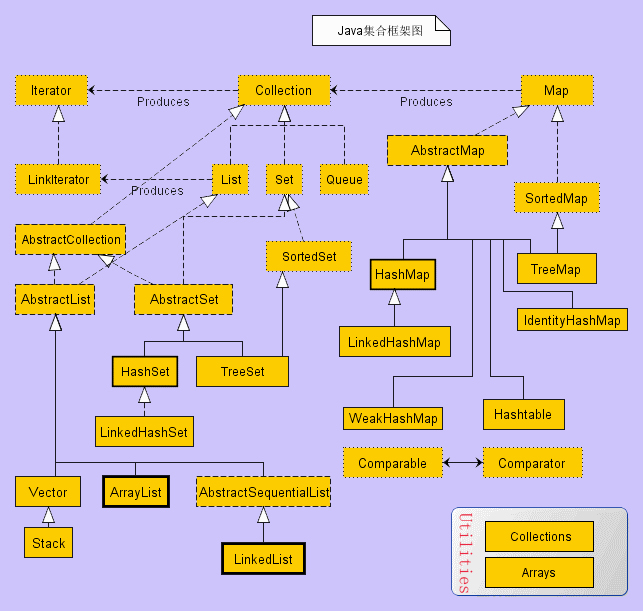 Java集合框架图
Iterator
Collection
Map
Produces
Produces
AbstractMap
LinkIterator
List
Set
Queue
Produces
SortedMap
AbstractCollection
SortedSet
HashMap
TreeMap
AbstractList
AbstractSet
IdentityHashMap
LinkedHashMap
HashSet
TreeSet
WeakHashMap
Hashtable
LinkedHashSet
Comparable
Comparator
Vector
ArrayList
AbstractSequentialList
Stack
LinkedList
Utilities
Collections
Arrays